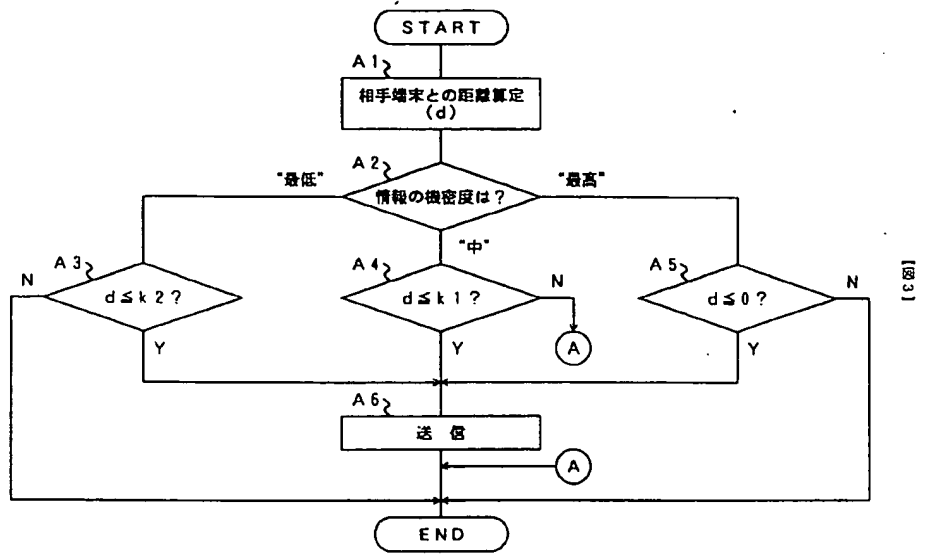 START
A1
相手端末との距離算定
(d)
A2
"最低"
情報の機密度は?
"最高"
"中"
A3
N
d≦k2?
Y
A4
d≦k1?
N
Y
A
A5
d≦0?
N
Y
A6
送 信
A
END
【図3】